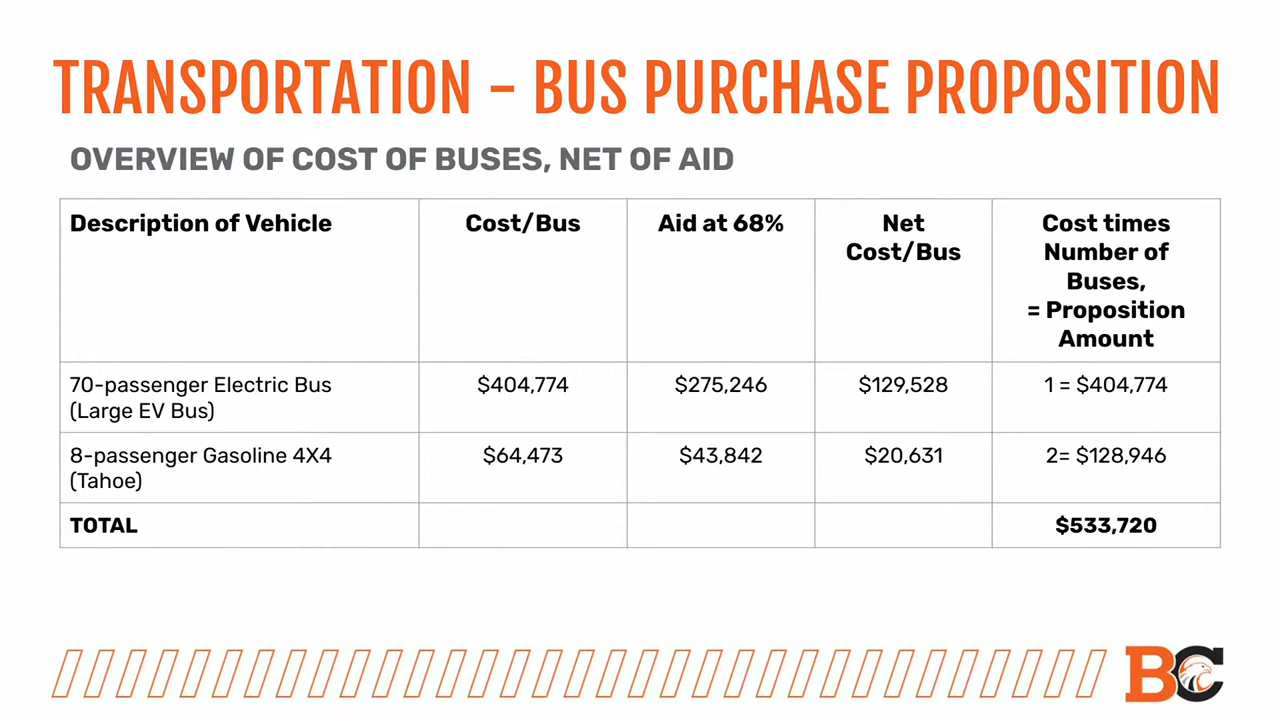 TRANSPORTATION - BUS PURCHASE PROPOSITION
OVERVIEW OF COST OF BUSES, NET OF AID
Description of Vehicle
Cost/Bus
Aid at 68%
Net
Cost/Bus
Cost times
Number of
Buses,
= Proposition
Amount
70-passenger Electric Bus
(Large EV Bus)
$404,774
$275,246
$129,528
1 = $404,774
8-passenger Gasoline 4X4
(Tahoe)
$64,473
$43,842
$20,631
2= $128,946
TOTAL
$533,720
BC